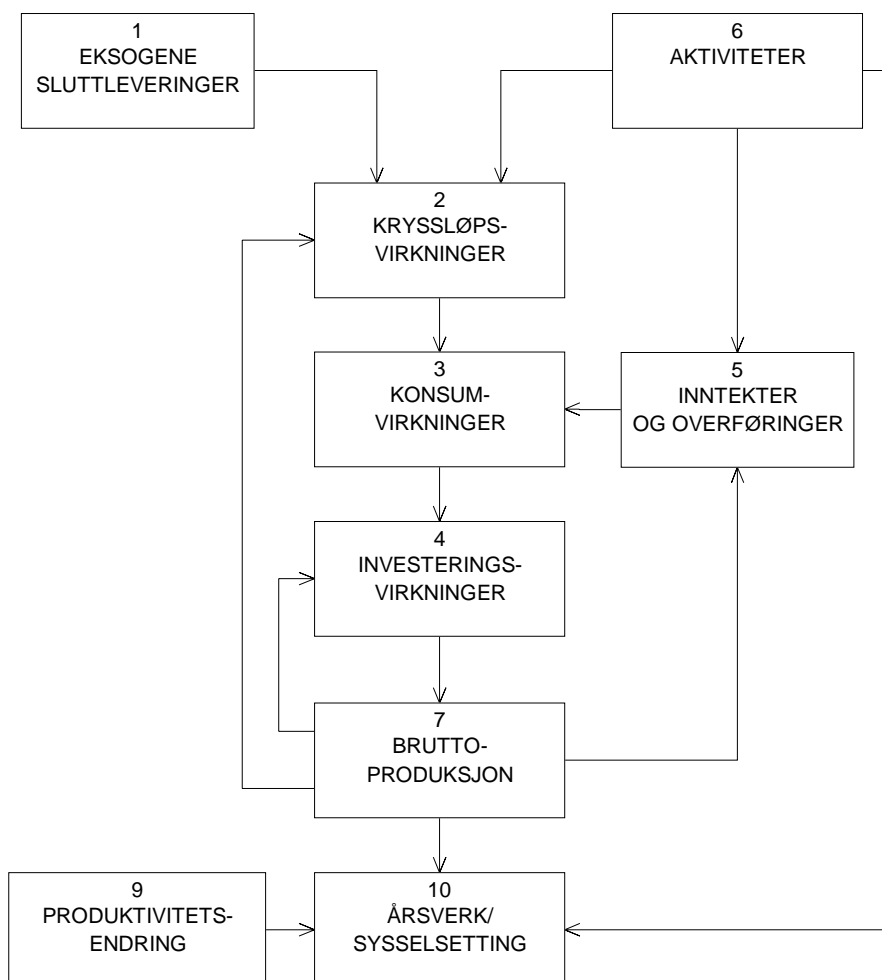 1
EKSOGENE
SLUTTLEVERINGER
6
AKTIVITETER
2
KRYSSLØPS-
VIRKNINGER
3
KONSUM-
VIRKNINGER
5
INNTEKTER
OG OVERFØRINGER
4
INVESTERINGS-
VIRKNINGER
7
BRUTTO-
PRODUKSJON
9
PRODUKTIVITETS-
ENDRING
10
ÅRSVERK/
SYSSELSETTING